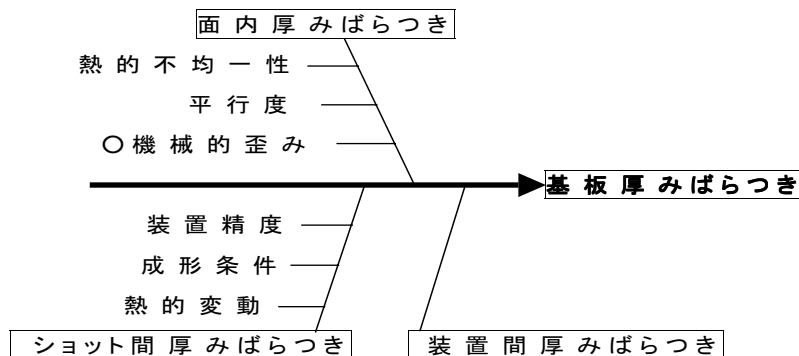 面内厚みばらつき
熱的不均一性
平行度
○機械的歪み
基板厚みばらつき
装置精度
成形条件
熱的変動
ショット間厚みばらつき
装置間厚みばらつき